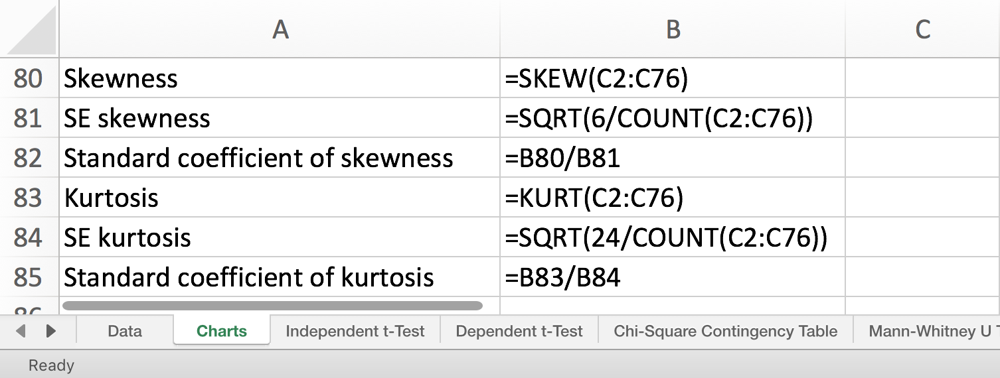 A B C
80 Skewness =SKEW(C2:C76)
81 SE skewness =SQRT(6/COUNT(C2:C76))
82 Standard coefficient of skewness =B80/B81
83 Kurtosis =KURT(C2:C76)
84 SE kurtosis =SQRT(24/COUNT(C2:C76))
85 Standard coefficient of kurtosis =B83/B84
Data Charts Independent t-Test Dependent t-Test Chi-Square Contingency Table Mann-Whitney U
Ready